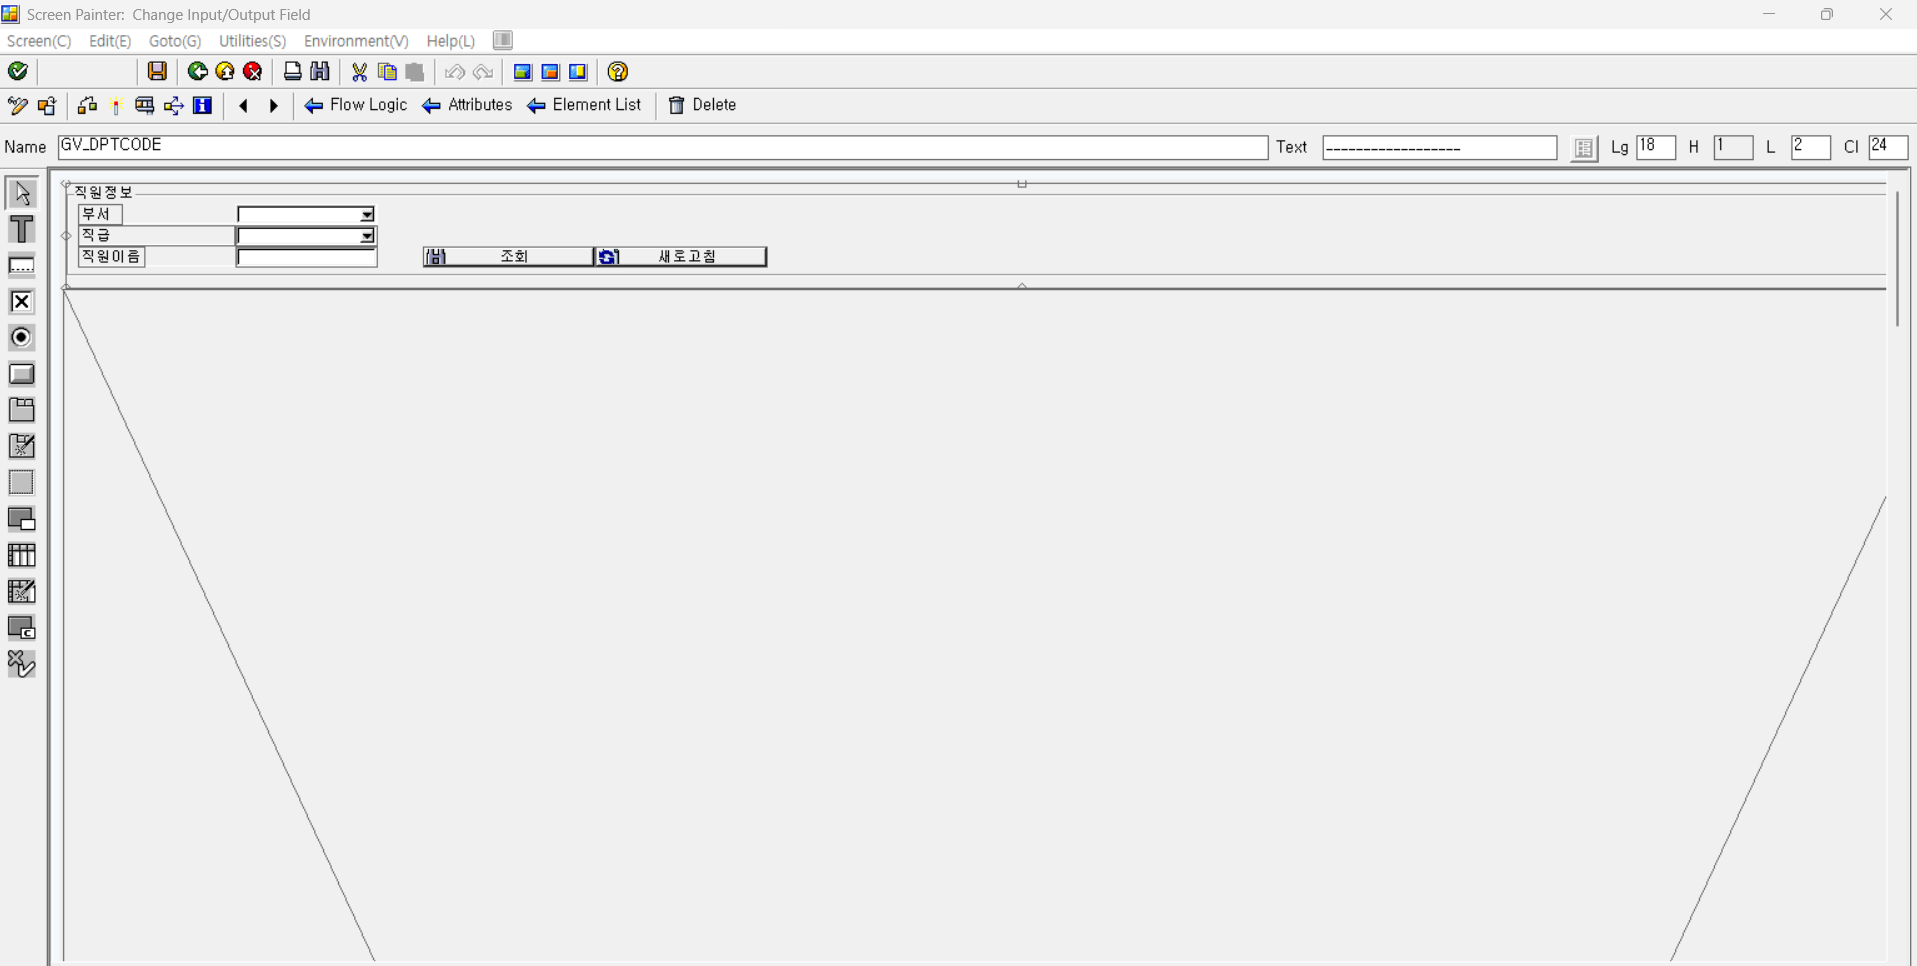 Screen Painter: Change Input/Output Field
Screen(C) Edit(E) Goto(G) Utilities(S) Environment(V) Help(L)
Flow Logic Attributes Element List Delete
Name GV_DPTCODE Text __________________ Lg 18 H 1 L 2 Cl 24
직원정보
부서
직급
직원이름 조회 새로고침